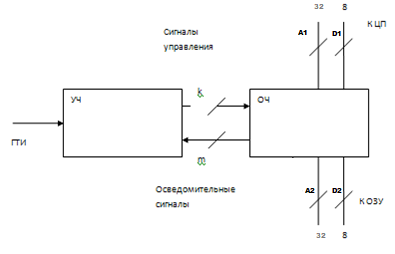 32 8
Сигналы
управления
A1 D1
К ЦП
k
УЧ
ОЧ
ГТИ
m
Осведомительные
сигналы
A2 D2
К ОЗУ
32 8